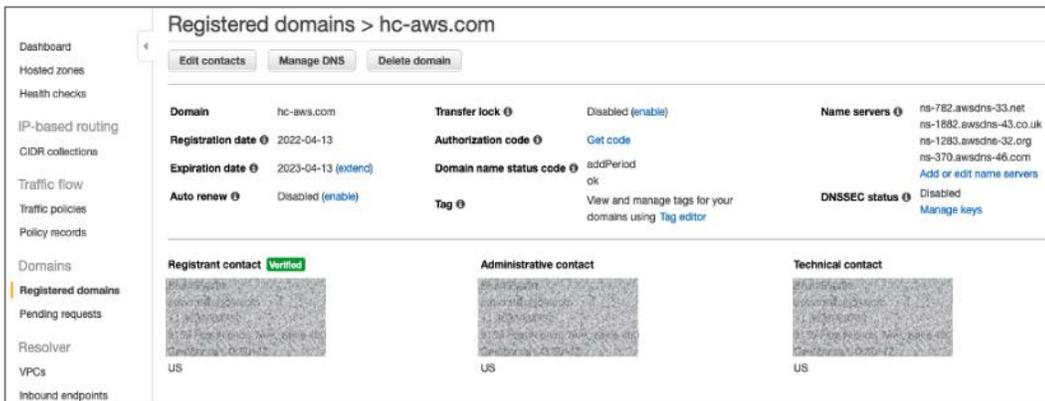 Registered domains > hc-aws.com
Dashboard
Hosted zones
Health checks
IP-based routing
CIDR collections
Traffic flow
Traffic policies
Policy records
Domains
Registered domains
Pending requests
Resolver
VPCs
Inbound endpoints
Edit contacts Manage DNS Delete domain
Domain hc-aws.com
Registration date 2022-04-13
Expiration date 2023-04-13 (extend)
Auto renew Disabled (enable)
Transfer lock Disabled (enable)
Authorization code Get code
Domain name status code addPeriod
ok
Tag View and manage tags for your
domains using Tag editor
Name servers ns-782.awsdns-33.net
ns-1882.awsdns-43.co.uk
ns-1283.awsdns-32.org
ns-370.awsdns-46.com
Add or edit name servers
DNSSEC status Disabled
Manage keys
Registrant contact Verified
US
Administrative contact
US
Technical contact
US